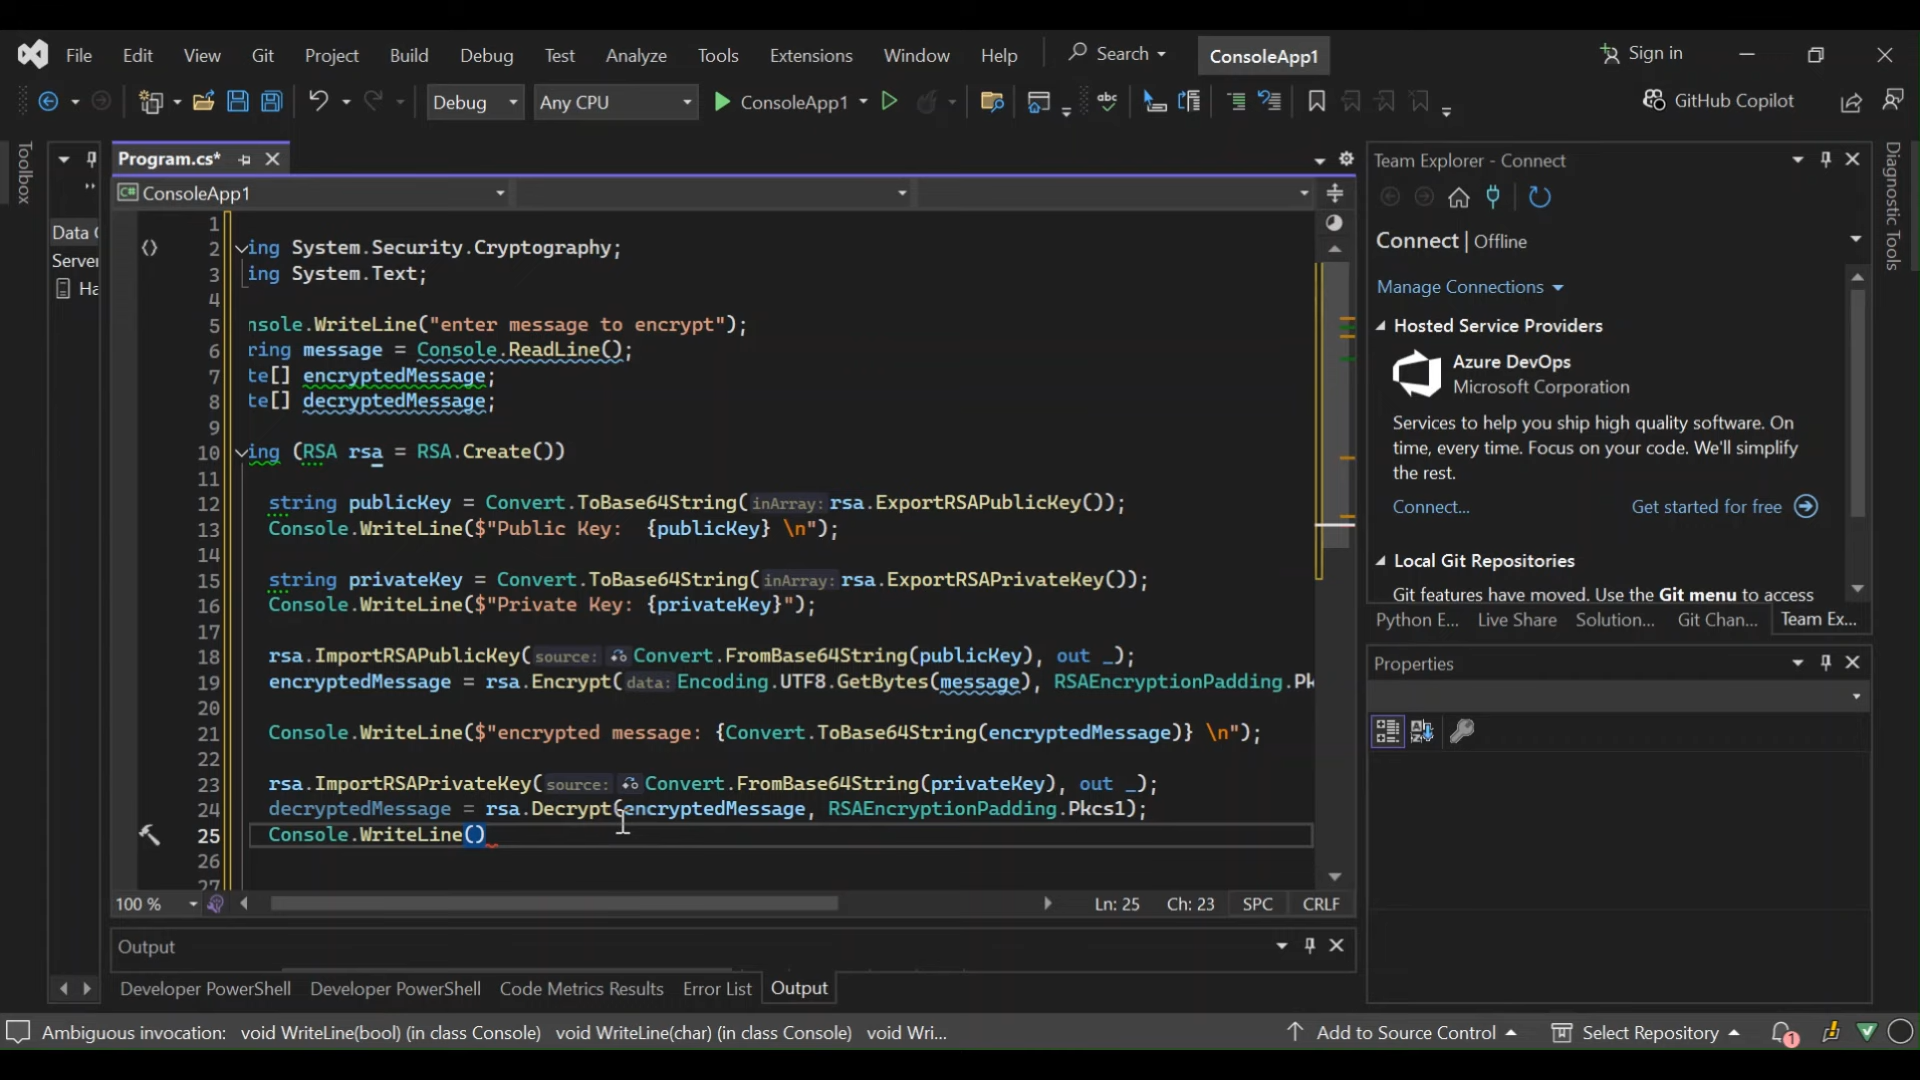 File Edit View Git Project Build Debug Test Analyze Tools Extensions Window Help Search ConsoleApp1 Sign in
Debug Any CPU ConsoleApp1 GitHub Copilot
Toolbox
Data
Server
Ha
Program.cs*
C# ConsoleApp1
1
2 ing System.Security.Cryptography;
3 ing System.Text;
4
5 nsole.WriteLine("enter message to encrypt");
6 ring message = Console.ReadLine();
7 te[] encryptedMessage;
8 te[] decryptedMessage;
9
10 ing (RSA rsa = RSA.Create())
11
12 string publicKey = Convert.ToBase64String(inArray: rsa.ExportRSAPublicKey());
13 Console.WriteLine($"Public Key:  {publicKey} \n");
14
15 string privateKey = Convert.ToBase64String(inArray: rsa.ExportRSAPrivateKey());
16 Console.WriteLine($"Private Key: {privateKey}");
17
18 rsa.ImportRSAPublicKey(source: Convert.FromBase64String(publicKey), out _);
19 encryptedMessage = rsa.Encrypt(data: Encoding.UTF8.GetBytes(message), RSAEncryptionPadding.Pk
20
21 Console.WriteLine($"encrypted message: {Convert.ToBase64String(encryptedMessage)} \n");
22
23 rsa.ImportRSAPrivateKey(source: Convert.FromBase64String(privateKey), out _);
24 decryptedMessage = rsa.Decrypt(encryptedMessage, RSAEncryptionPadding.Pkcs1);
25 Console.WriteLine()
26
27
100 % Ln: 25 Ch: 23 SPC CRLF
Output
Developer PowerShell Developer PowerShell Code Metrics Results Error List Output
Team Explorer - Connect
Connect | Offline
Manage Connections
Hosted Service Providers
Azure DevOps
Microsoft Corporation
Services to help you ship high quality software. On
time, every time. Focus on your code. We'll simplify
the rest.
Connect... Get started for free
Local Git Repositories
Git features have moved. Use the Git menu to access
Python E... Live Share Solution... Git Chan... Team Ex...
Properties
Diagnostic Tools
Ambiguous invocation: void WriteLine(bool) (in class Console) void WriteLine(char) (in class Console) void Wri... Add to Source Control Select Repository 1